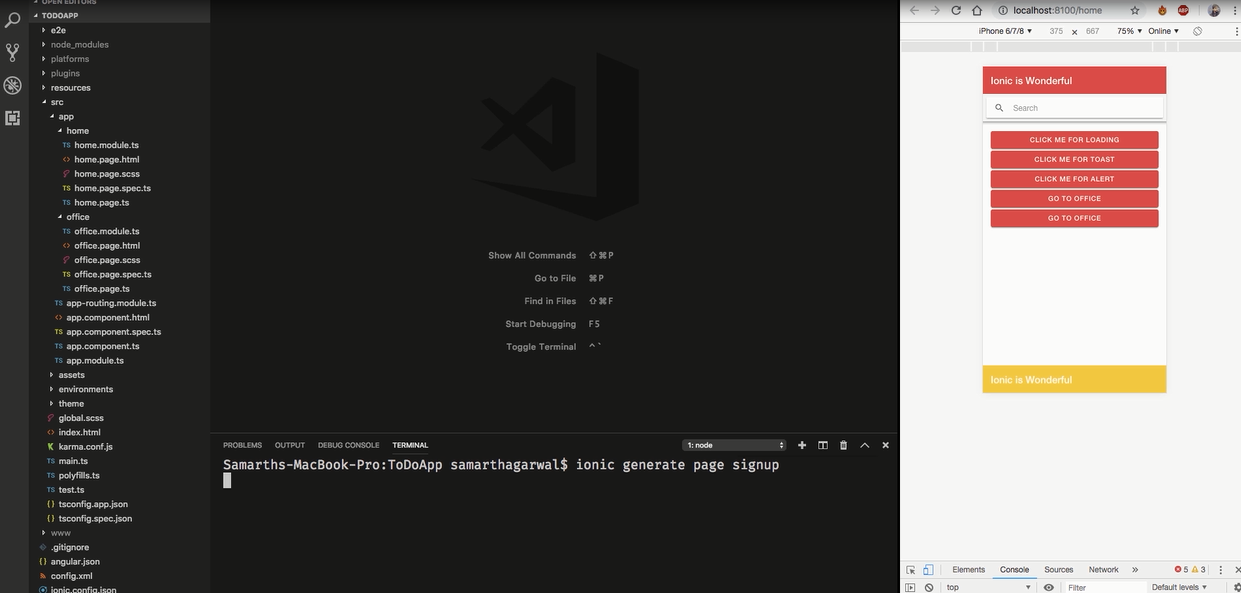 OPEN EDITORS
TODOAPP
e2e
node_modules
platforms
plugins
resources
src
app
home
TS home.module.ts
<> home.page.html
home.page.scss
TS home.page.spec.ts
TS home.page.ts
office
TS office.module.ts
<> office.page.html
office.page.scss
TS office.page.spec.ts
TS office.page.ts
TS app-routing.module.ts
<> app.component.html
TS app.component.spec.ts
TS app.component.ts
TS app.module.ts
assets
environments
theme
global.scss
<> index.html
karma.conf.js
TS main.ts
TS polyfills.ts
TS test.ts
{} tsconfig.app.json
{} tsconfig.spec.json
www
.gitignore
{} angular.json
config.xml
ionic.config.json
Show All Commands ⇧⌘P
Go to File ⌘P
Find in Files ⇧⌘F
Start Debugging F5
Toggle Terminal ^`
PROBLEMS OUTPUT DEBUG CONSOLE TERMINAL 1: node
Samarths-MacBook-Pro:ToDoApp samarthagarwal$ ionic generate page signup
localhost:8100/home ABP
iPhone 6/7/8 ▼ 375 × 667 75% ▼ Online ▼
Ionic is Wonderful
Search
CLICK ME FOR LOADING
CLICK ME FOR TOAST
CLICK ME FOR ALERT
GO TO OFFICE
GO TO OFFICE
Ionic is Wonderful
Elements Console Sources Network » 5 3
top ▼ Filter Default levels ▼